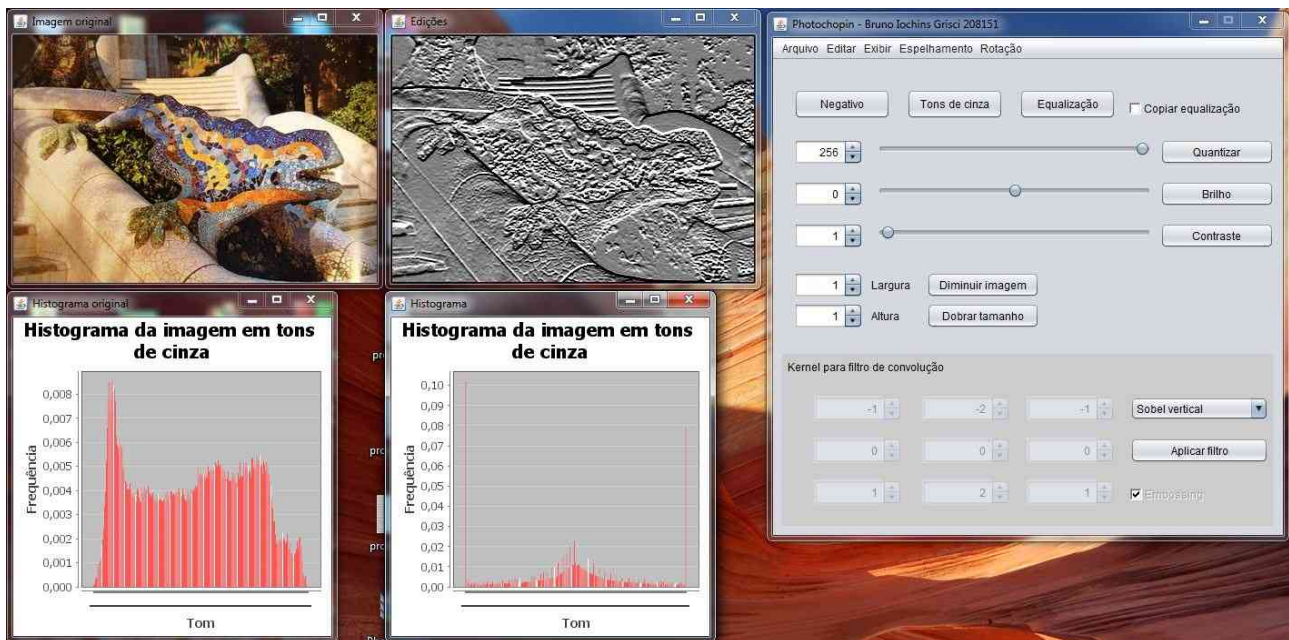 Imagem original
Edições
Photochopin - Bruno Iochins Grisci 208151
Arquivo Editar Exibir Espelhamento Rotação
Negativo
Tons de cinza
Equalização
Copiar equalização
256
Quantizar
0
Brilho
1
Contraste
1
Largura
Diminuir imagem
1
Altura
Dobrar tamanho
Kernel para filtro de convolução
-1
-2
-1
Sobel vertical
0
0
0
Aplicar filtro
1
2
1
Embossing
Histograma original
Histograma da imagem em tons
de cinza
Frequência
0,008
0,007
0,006
0,005
0,004
0,003
0,002
0,001
0,000
Tom
Histograma
Histograma da imagem em tons
de cinza
Frequência
0,10
0,09
0,08
0,07
0,06
0,05
0,04
0,03
0,02
0,01
0,00
Tom
pro
pro